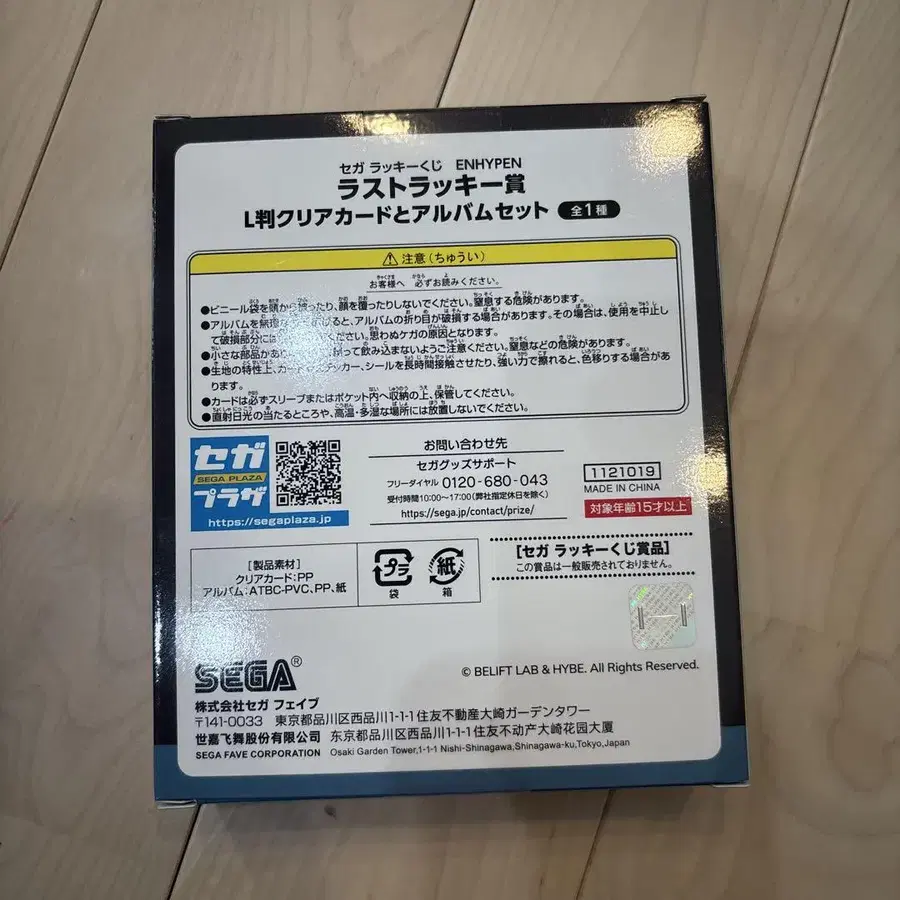 セガ ラッキーくじ ENHYPEN
ラストラッキー賞
L判クリアカードとアルバムセット 全1種
⚠注意(ちゅうい)
お客様へ 必ずお読みください。
●ビニール袋を頭から被ったり、顔を覆ったりしないでください。窒息する危険があります。
●アルバムを無理な じると、アルバムの折り目が破損する場合があります。その場合は、使用を中止し
て破損部分に ください。思わぬケガの原因となります。
●小さな部品があり って飲み込まないようご注意ください。窒息などの危険があります。
●生地の特性上、カード テッカー、シールを長時間接触させたり、強い力で擦れると、色移りする場合があ
ります。
●カードは必ずスリーブまたはポケット内へ収納の上、保管してください。
●直射日光の当たるところや、高温・多湿な場所には放置しないでください。
セガ
SEGA PLAZA
プラザ
https://segaplaza.jp
お問い合わせ先
セガグッズサポート
フリーダイヤル 0120-680-043
受付時間10:00〜17:00(弊社指定休日を除く)
https://sega.jp/contact/prize/
1121019
MADE IN CHINA
対象年齢15才以上
[製品素材]
クリアカード:PP
アルバム:ATBC-PVC、PP、紙
プラ
袋
紙
箱
[セガ ラッキーくじ賞品]
この賞品は一般販売されておりません。
SEGA®
© BELIFT LAB & HYBE. All Rights Reserved.
株式会社セガ フェイブ
〒141-0033 東京都品川区西品川1-1-1住友不動産大崎ガーデンタワー
世嘉飞舞股份有限公司 东京都品川区西品川1-1-1住友不动产大崎花园大厦
SEGA FAVE CORPORATION Osaki Garden Tower,1-1-1 Nishi-Shinagawa,Shinagawa-ku,Tokyo,Japan